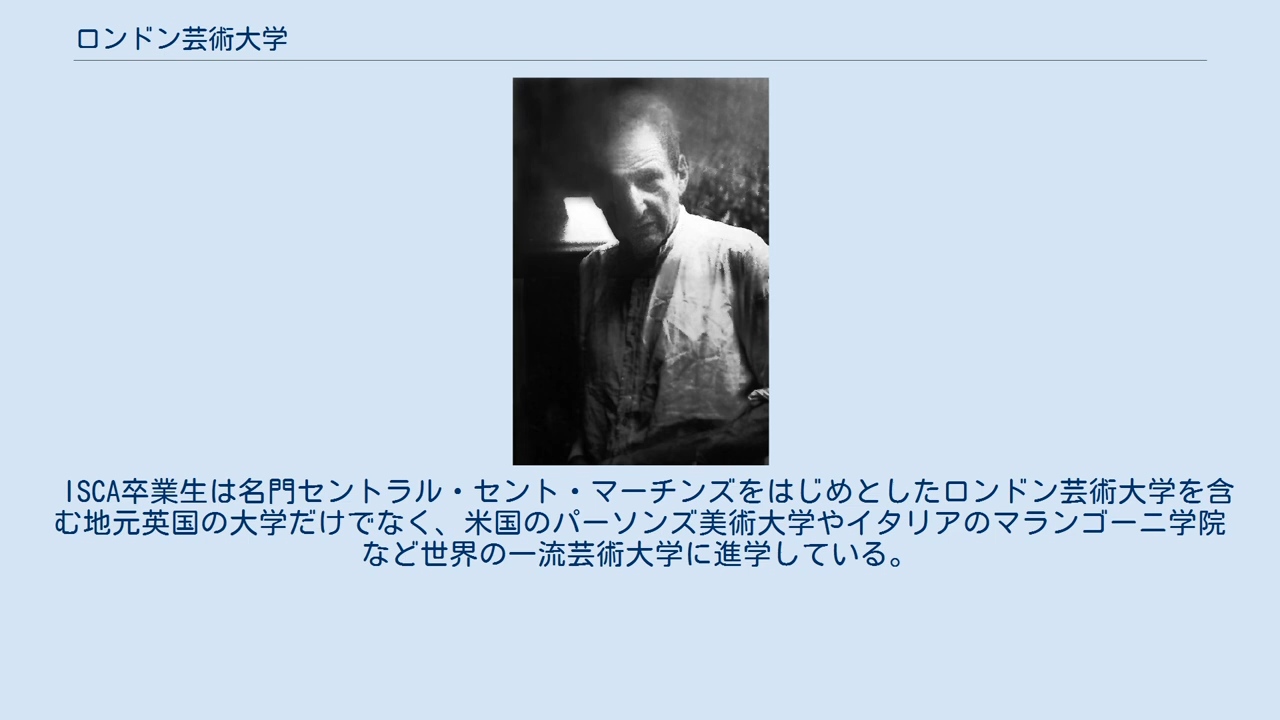 ロンドン芸術大学
ISCA卒業生は名門セントラル・セント・マーチンズをはじめとしたロンドン芸術大学を含
む地元英国の大学だけでなく、米国のパーソンズ美術大学やイタリアのマランゴーニ学院
など世界の一流芸術大学に進学している。